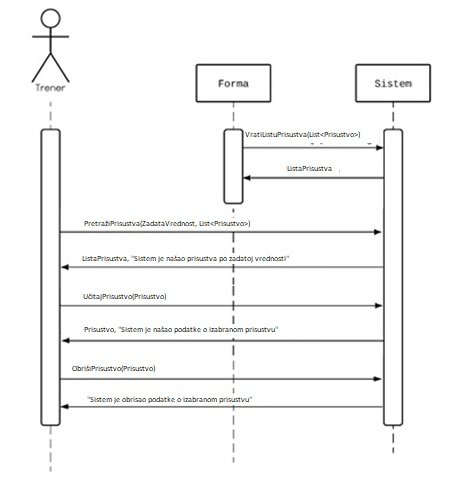 Trener
Forma
Sistem
VratiListuPrisustva(List<Prisustvo>)
ListaPrisustva
PretražiPrisustva(ZadataVrednost, List<Prisustvo>)
ListaPrisustva, "Sistem je našao prisustva po zadatoj vrednosti"
UčitajPrisustvo(Prisustvo)
Prisustvo, "Sistem je našao podatke o izabranom prisustvu"
ObrišiPrisustvo(Prisustvo)
"Sistem je obrisao podatke o izabranom prisustvu"